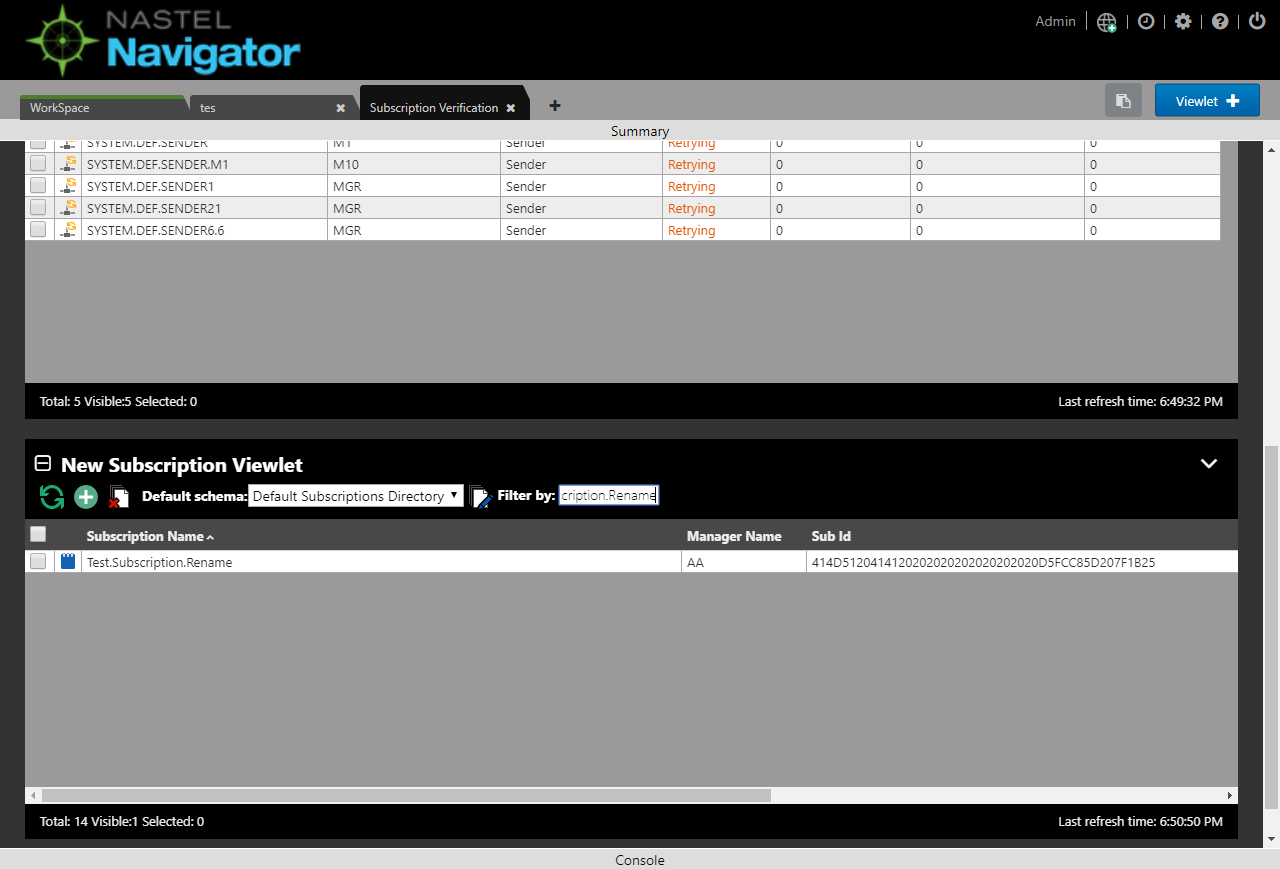 NASTEL
Navigator
Admin
WorkSpace
tes
Subscription Verification
Viewlet
Summary
SYSTEM.DEF.SENDER M1 Sender Retrying 0 0 0
SYSTEM.DEF.SENDER.M1 M10 Sender Retrying 0 0 0
SYSTEM.DEF.SENDER1 MGR Sender Retrying 0 0 0
SYSTEM.DEF.SENDER21 MGR Sender Retrying 0 0 0
SYSTEM.DEF.SENDER6.6 MGR Sender Retrying 0 0 0
Total: 5 Visible:5 Selected: 0 Last refresh time: 6:49:32 PM
New Subscription Viewlet
Default schema: Default Subscriptions Directory Filter by: cription.Rename
Subscription Name Manager Name Sub Id
Test.Subscription.Rename AA 414D5120414120202020202020202020D5FCC85D207F1B25
Total: 14 Visible:1 Selected: 0 Last refresh time: 6:50:50 PM
Console